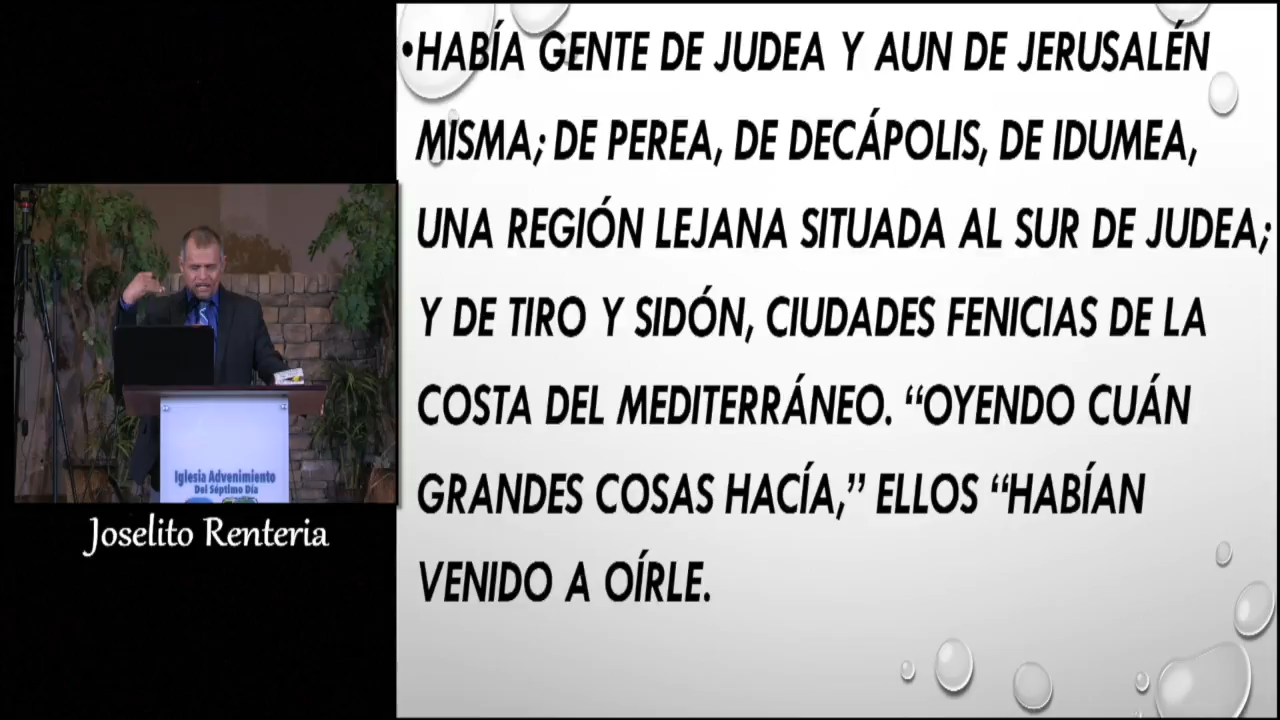 •HABÍA GENTE DE JUDEA Y AUN DE JERUSALÉN
MISMA; DE PEREA, DE DECÁPOLIS, DE IDUMEA,
UNA REGIÓN LEJANA SITUADA AL SUR DE JUDEA;
Y DE TIRO Y SIDÓN, CIUDADES FENICIAS DE LA
COSTA DEL MEDITERRÁNEO. “OYENDO CUÁN
GRANDES COSAS HACÍA,” ELLOS “HABÍAN
VENIDO A OÍRLE.
Iglesia Advenimiento
Del Séptimo Día
Joselito Renteria